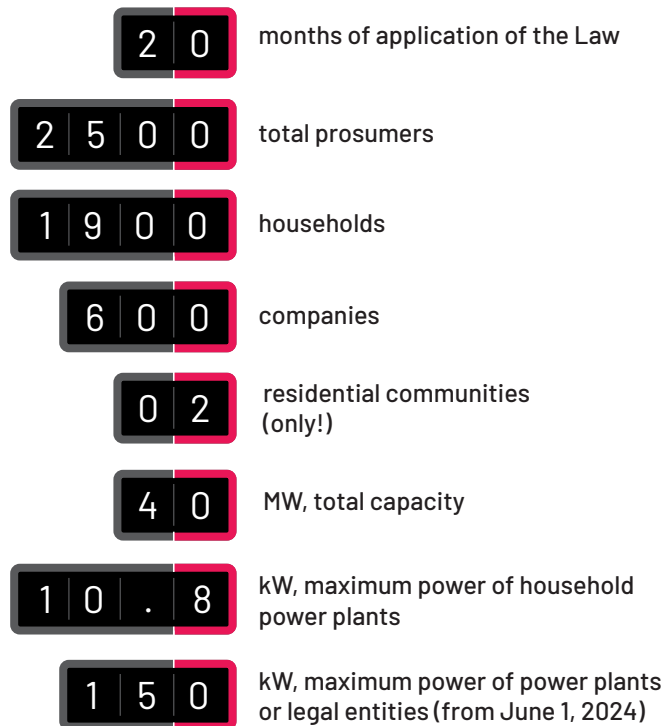 20 months of application of the Law
2500 total prosumers
1900 households
600 companies
02 residential communities
(only!)
40 MW, total capacity
10.8 kW, maximum power of household
power plants
150 kW, maximum power of power plants
or legal entities (from June 1, 2024)